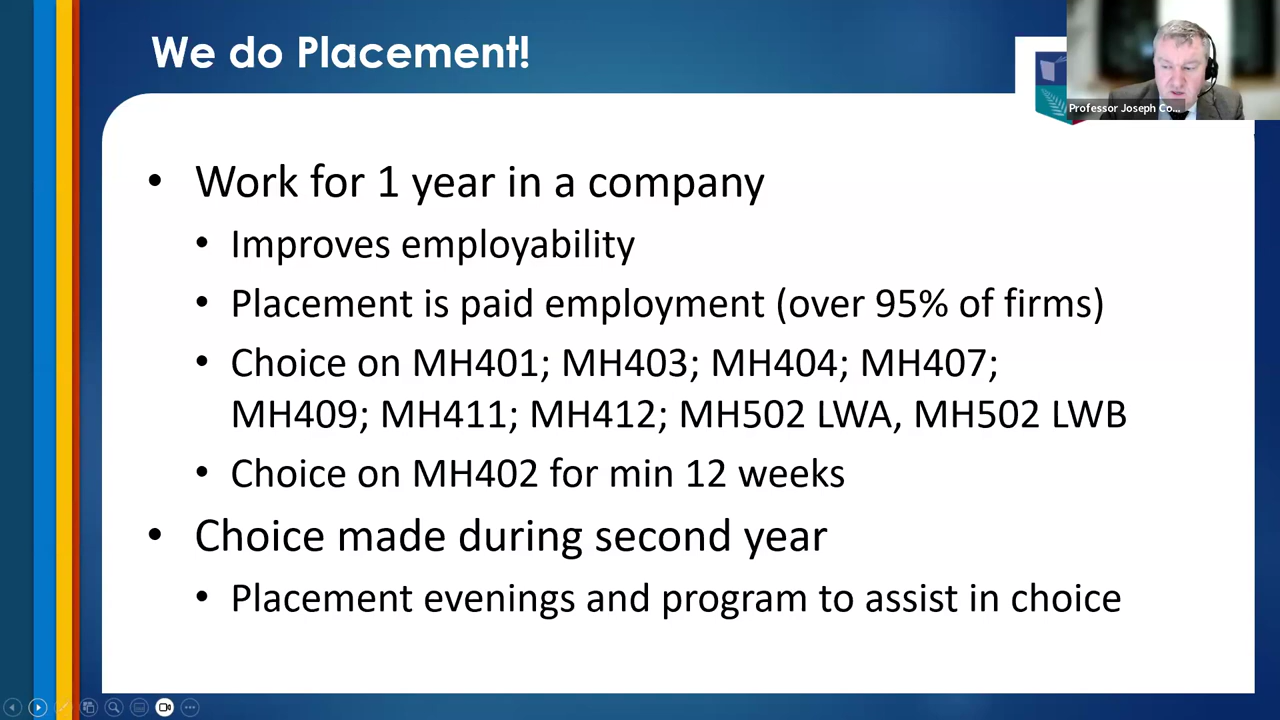 We do Placement!
Professor Joseph Co...
• Work for 1 year in a company
• Improves employability
• Placement is paid employment (over 95% of firms)
• Choice on MH401; MH403; MH404; MH407;
MH409; MH411; MH412; MH502 LWA, MH502 LWB
• Choice on MH402 for min 12 weeks
• Choice made during second year
• Placement evenings and program to assist in choice